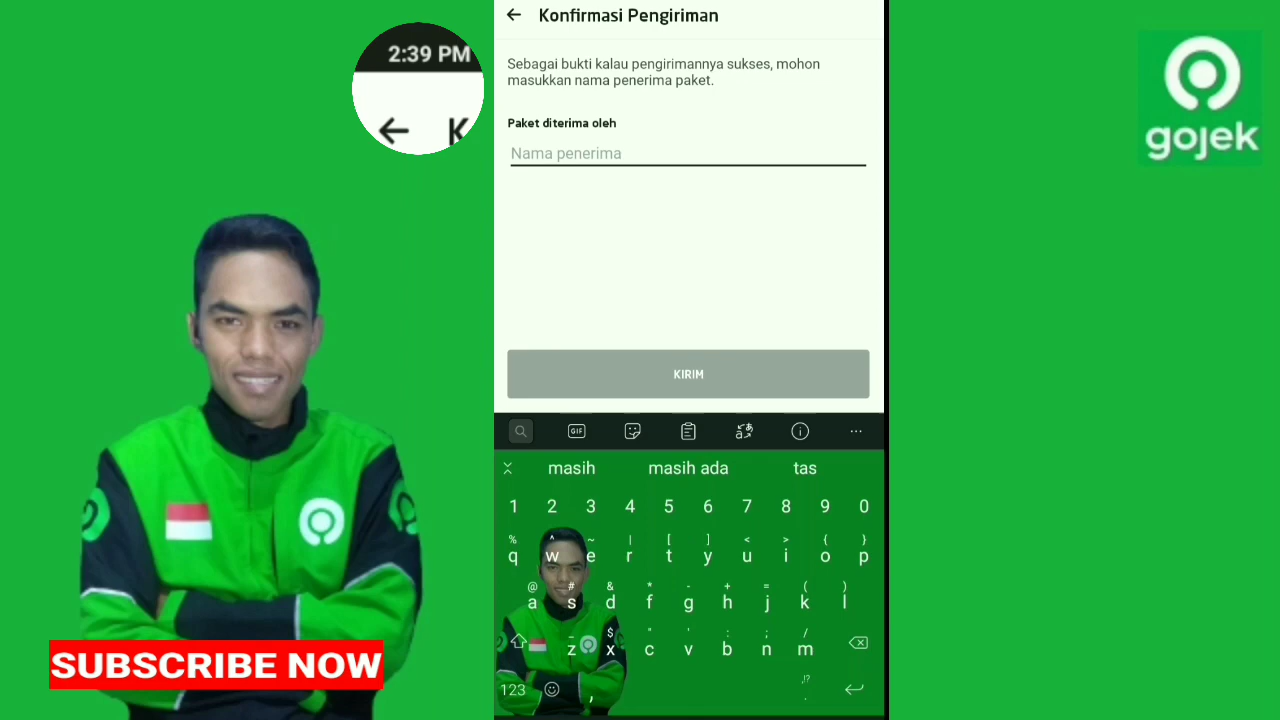 2:39 PM
K
Konfirmasi Pengiriman
Sebagai bukti kalau pengirimannya sukses, mohon
masukkan nama penerima paket.
Paket diterima oleh
Nama penerima
KIRIM
gojek
GIF
masih masih ada tas
1 2 3 4 5 6 7 8 9 0
% ^ ~ | [ ] < > { }
q w e r t y u i o p
@ # & * - + = ( )
a s d f g h j k l
_ $ " ' : ; /
z x c v b n m
,!?
123 , .
SUBSCRIBE NOW